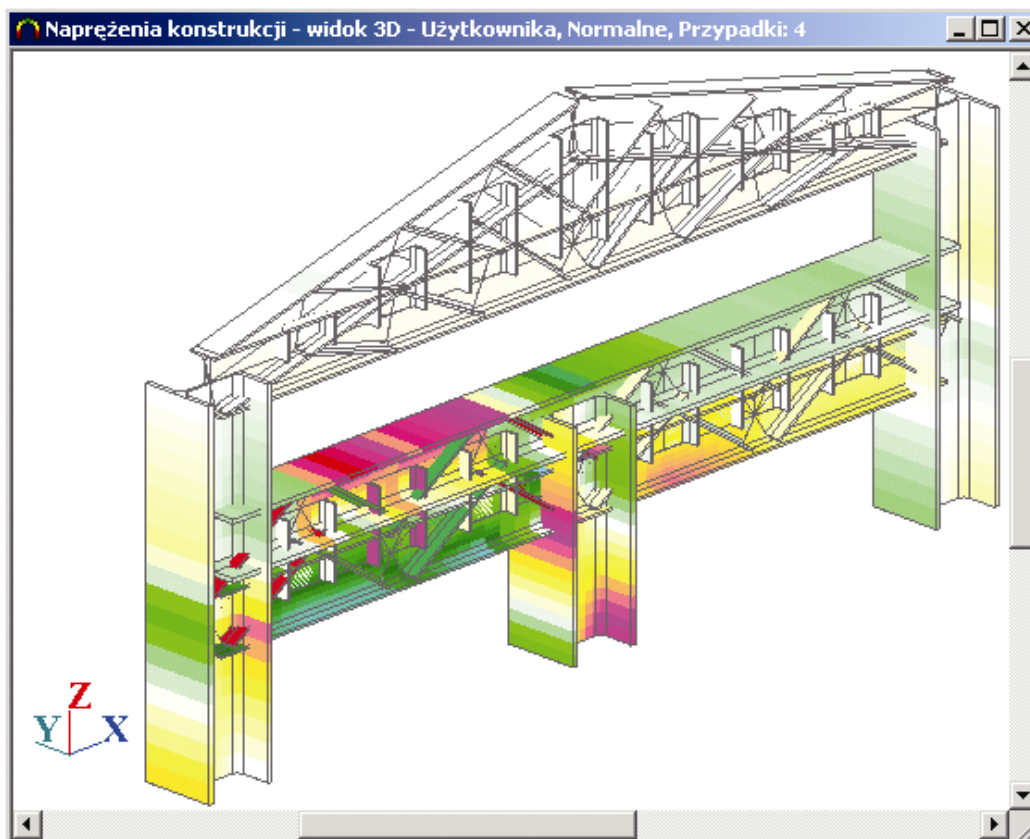 Naprężenia konstrukcji - widok 3D - Użytkownika, Normalne, Przypadki: 4
Z
Y X